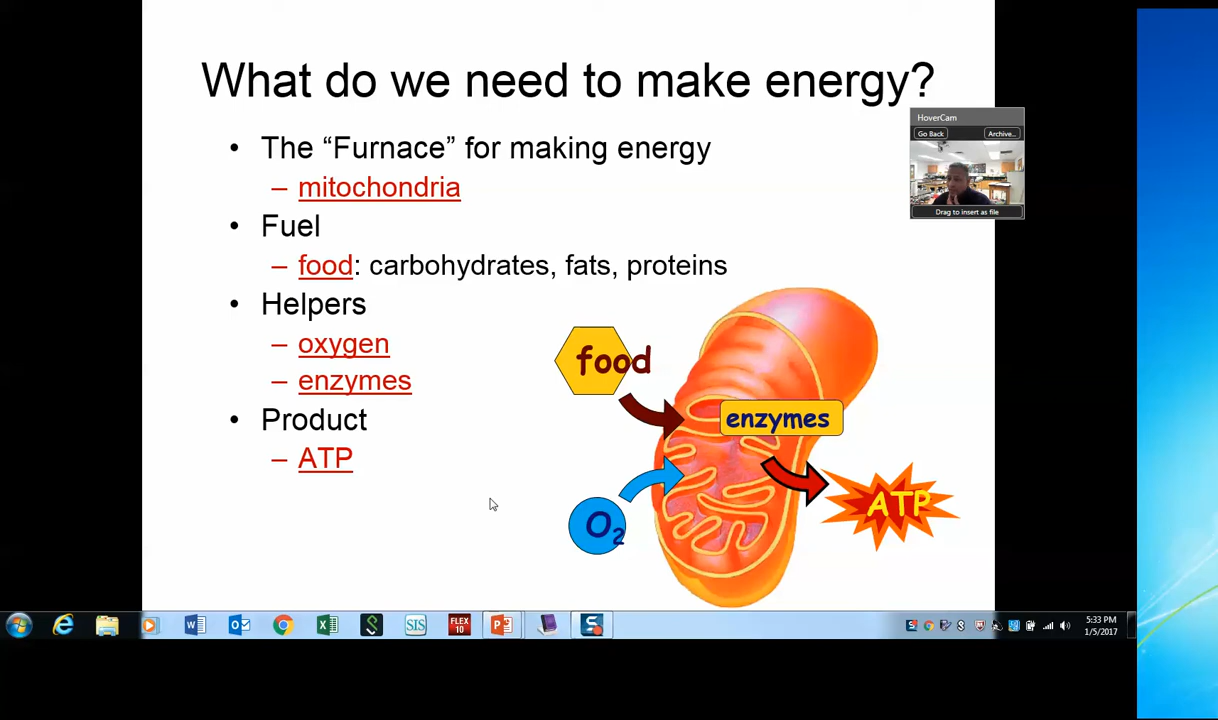 What do we need to make energy?
HoverCam
Go Back
Archive...
Drag to insert as file
• The “Furnace” for making energy
– mitochondria
• Fuel
– food: carbohydrates, fats, proteins
• Helpers
– oxygen
– enzymes
• Product
– ATP
food
enzymes
O₂
ATP
SIS
FLEX
10
5:33 PM
1/5/2017